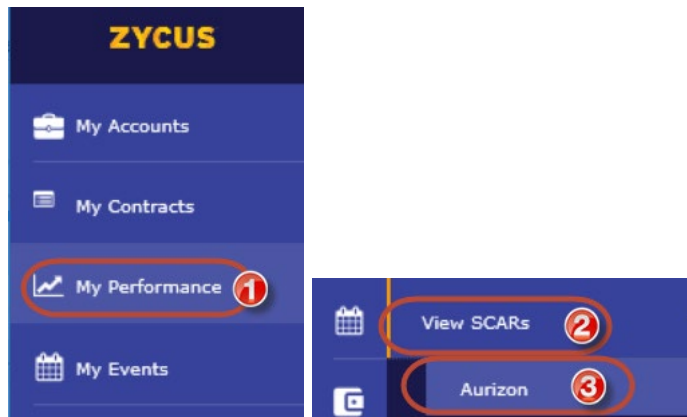 ZYCUS
My Accounts
My Contracts
My Performance 1
My Events
View SCARs 2
Aurizon 3